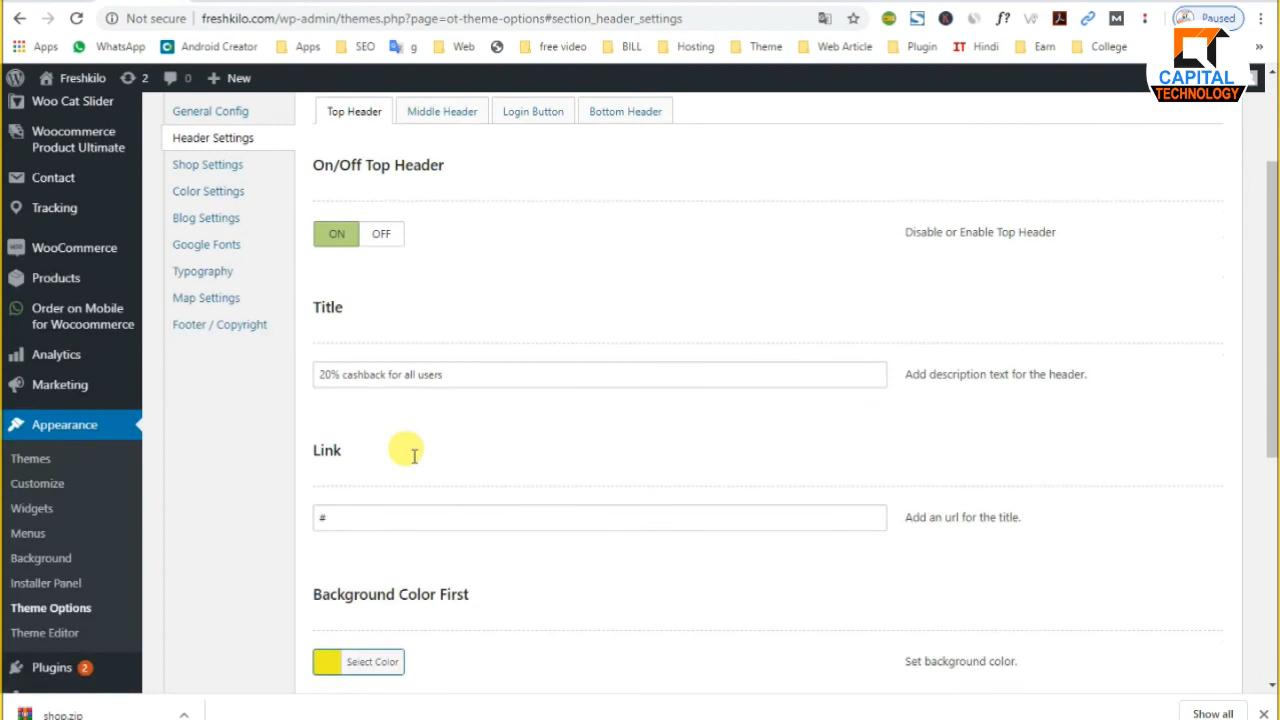 Not secure freshkilo.com/wp-admin/themes.php?page=ot-theme-options#section_header_settings Paused
Apps WhatsApp Android Creator Apps SEO g Web free video BILL Hosting Theme Web Article Plugin IT Hindi Earn College »
CAPITAL
TECHNOLOGY
Freshkilo 2 0 New
Woo Cat Slider
Woocommerce
Product Ultimate
Contact
Tracking
WooCommerce
Products
Order on Mobile
for Wocoommerce
Analytics
Marketing
Appearance
Themes
Customize
Widgets
Menus
Background
Installer Panel
Theme Options
Theme Editor
Plugins 2
General Config
Header Settings
Shop Settings
Color Settings
Blog Settings
Google Fonts
Typography
Map Settings
Footer / Copyright
Top Header Middle Header Login Button Bottom Header
On/Off Top Header
ON OFF Disable or Enable Top Header
Title
20% cashback for all users Add description text for the header.
Link
# Add an url for the title.
Background Color First
Select Color Set background color.
shop.zip Show all